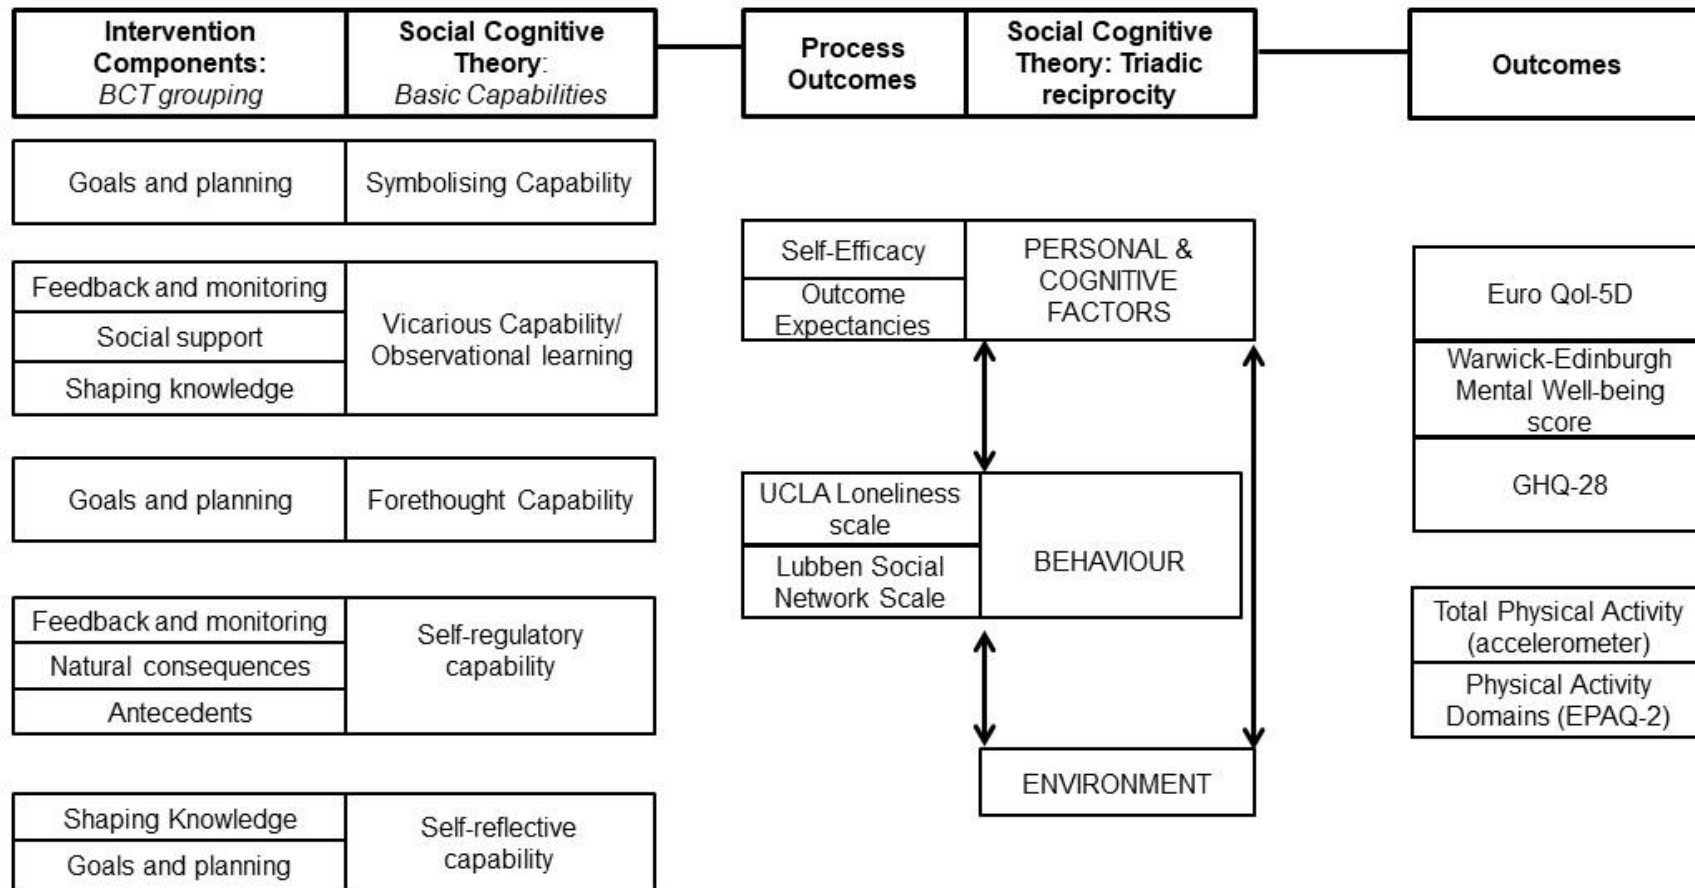 Intervention
Components:
BCT grouping
Social Cognitive
Theory:
Basic Capabilities
Process
Outcomes
Social Cognitive
Theory: Triadic
reciprocity
Outcomes
Goals and planning
Symbolising Capability
Feedback and monitoring
Social support
Shaping knowledge
Vicarious Capability/
Observational learning
Goals and planning
Forethought Capability
Feedback and monitoring
Natural consequences
Antecedents
Self-regulatory
capability
Shaping Knowledge
Goals and planning
Self-reflective
capability
Self-Efficacy
Outcome
Expectancies
PERSONAL &
COGNITIVE
FACTORS
UCLA Loneliness
scale
Lubben Social
Network Scale
BEHAVIOUR
ENVIRONMENT
Euro Qol-5D
Warwick-Edinburgh
Mental Well-being
score
GHQ-28
Total Physical Activity
(accelerometer)
Physical Activity
Domains (EPAQ-2)